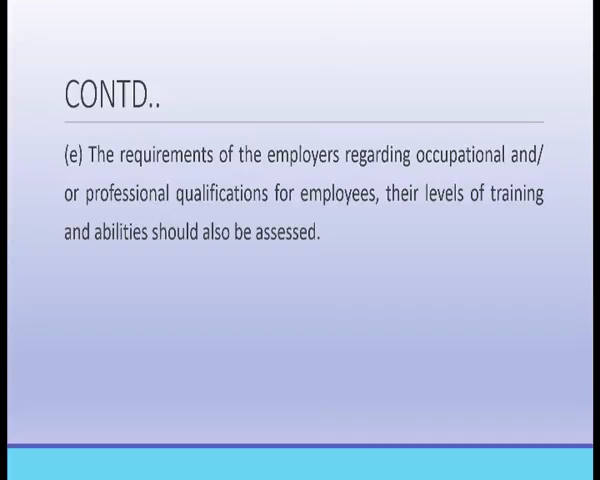 CONTD..
(e) The requirements of the employers regarding occupational and/
or professional qualifications for employees, their levels of training
and abilities should also be assessed.